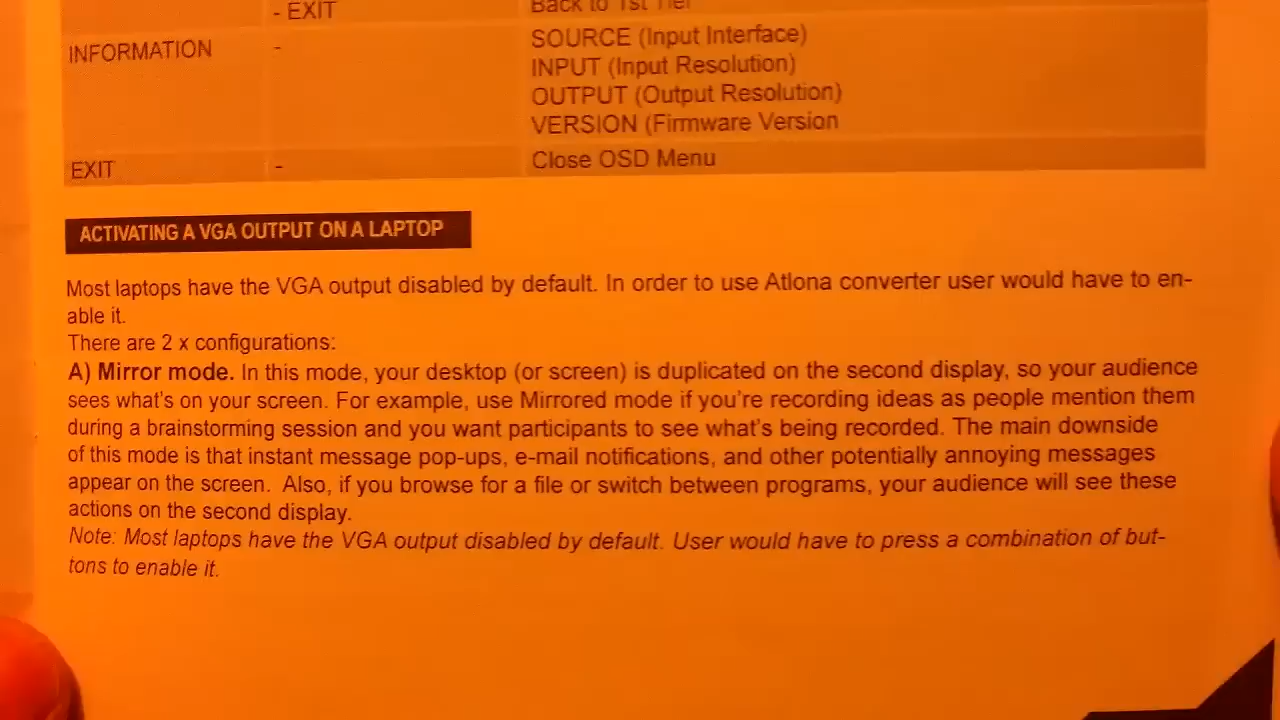 - EXIT Back to 1st Tier
INFORMATION - SOURCE (Input Interface)
INPUT (Input Resolution)
OUTPUT (Output Resolution)
VERSION (Firmware Version
EXIT - Close OSD Menu
ACTIVATING A VGA OUTPUT ON A LAPTOP
Most laptops have the VGA output disabled by default. In order to use Atlona converter user would have to en-
able it.
There are 2 x configurations:
A) Mirror mode. In this mode, your desktop (or screen) is duplicated on the second display, so your audience
sees what's on your screen. For example, use Mirrored mode if you're recording ideas as people mention them
during a brainstorming session and you want participants to see what's being recorded. The main downside
of this mode is that instant message pop-ups, e-mail notifications, and other potentially annoying messages
appear on the screen. Also, if you browse for a file or switch between programs, your audience will see these
actions on the second display.
Note: Most laptops have the VGA output disabled by default. User would have to press a combination of but-
tons to enable it.